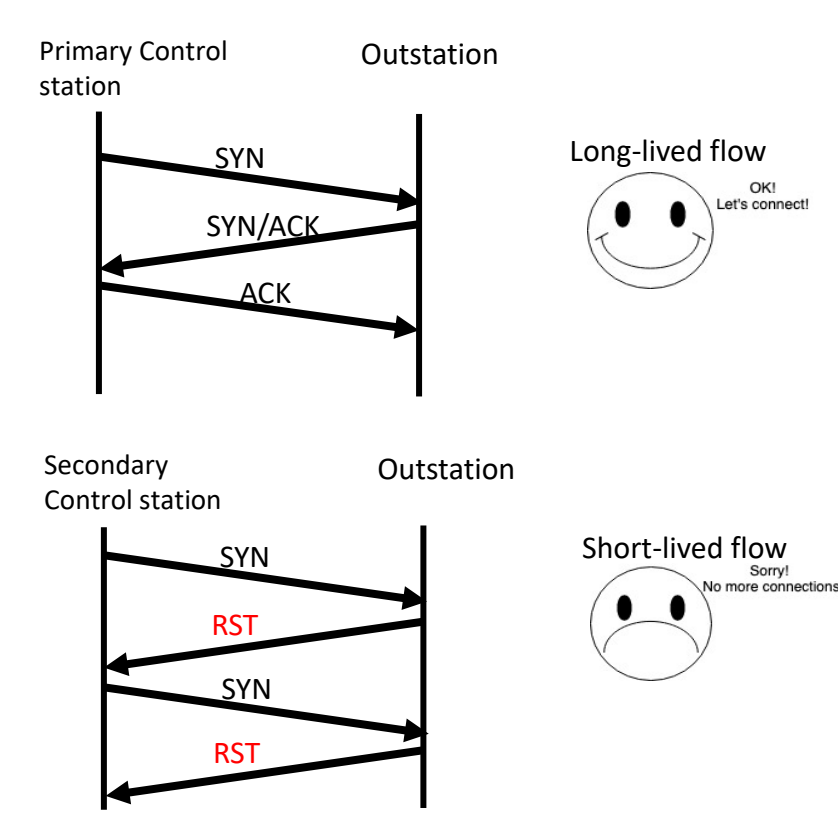 Primary Control
station
Outstation
SYN
SYN/ACK
ACK
Long-lived flow
OK!
Let's connect!
Secondary
Control station
Outstation
SYN
RST
SYN
RST
Short-lived flow
Sorry!
No more connections